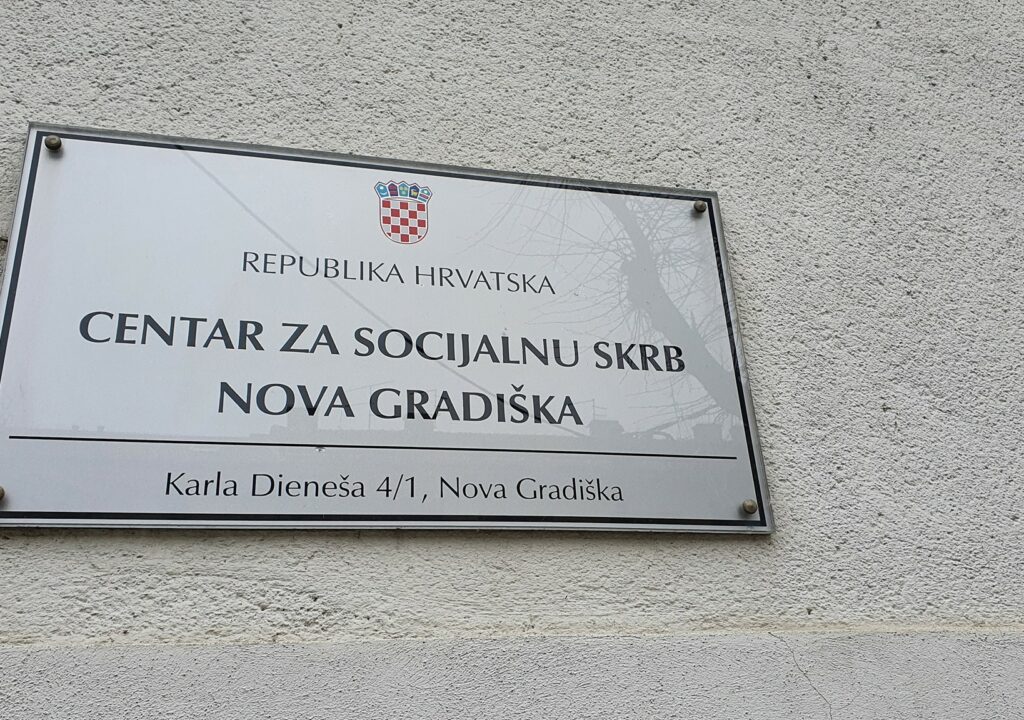 REPUBLIKA HRVATSKA
CENTAR ZA SOCIJALNU SKRB
NOVA GRADIŠKA
Karla Dieneša 4/1, Nova Gradiška